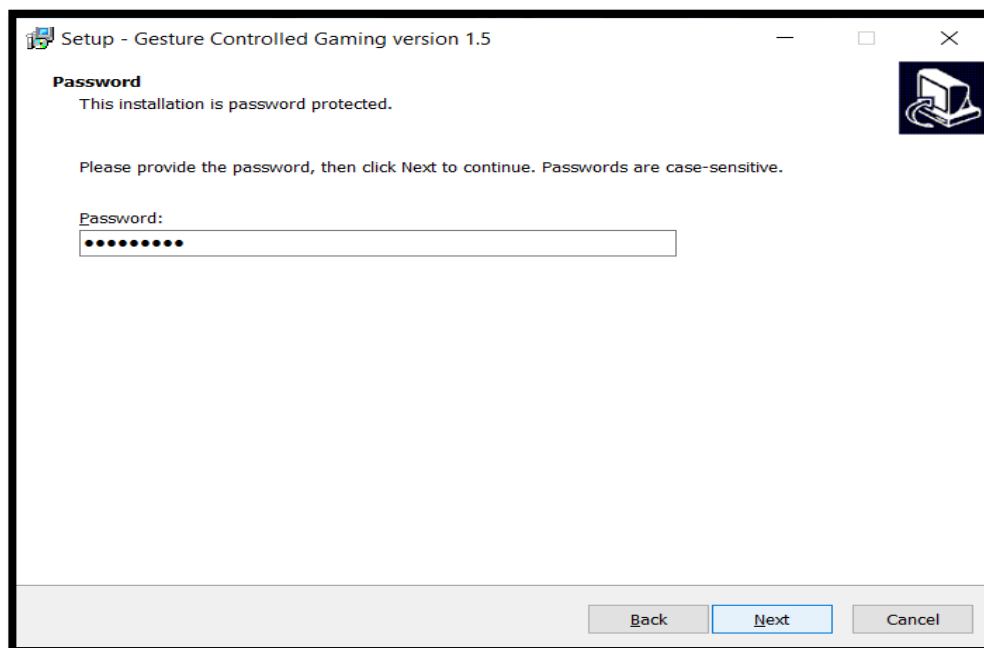 Setup - Gesture Controlled Gaming version 1.5
Password
This installation is password protected.
Please provide the password, then click Next to continue. Passwords are case-sensitive.
Password:
●●●●●●●●●
Back Next Cancel